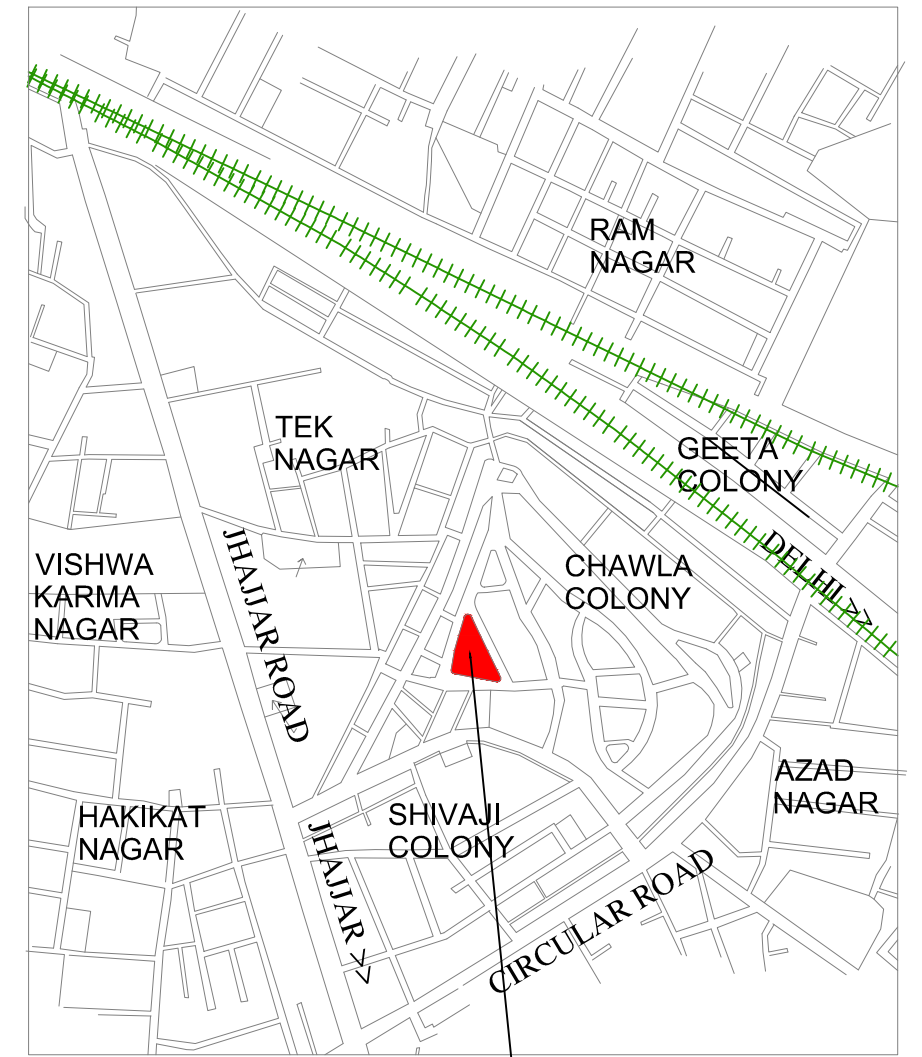 RAM
NAGAR
TEK
NAGAR
GEETA
COLONY
DELHI >>
VISHWA
KARMA
NAGAR
JHAJJAR ROAD
CHAWLA
COLONY
AZAD
NAGAR
HAKIKAT
NAGAR
SHIVAJI
COLONY
JHAJJAR >>
CIRCULAR ROAD